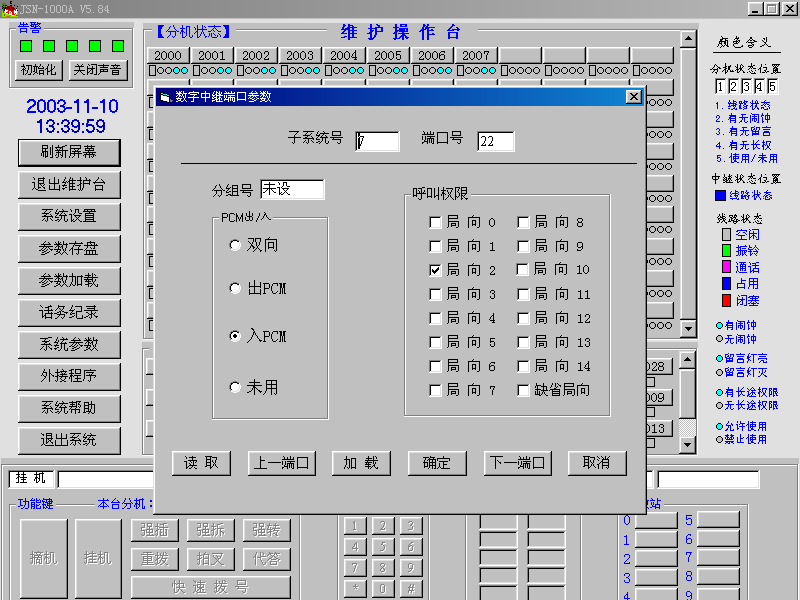 JSN-1000A V5.84
告警
初始化 关闭声音
2003-11-10
13:39:59
刷新屏幕
退出维护台
系统设置
参数存盘
参数加载
话务纪录
系统参数
外接程序
系统帮助
退出系统
【分机状态】 维 护 操 作 台
2000 2001 2002 2003 2004 2005 2006 2007
数字中继端口参数
子系统号 7 端口号 22
分组号 未设
PCM出/入
双向
出PCM
入PCM
未用
呼叫权限
局 向 0 局 向 8
局 向 1 局 向 9
局 向 2 局 向 10
局 向 3 局 向 11
局 向 4 局 向 12
局 向 5 局 向 13
局 向 6 局 向 14
局 向 7 缺省局向
读 取 上一端口 加 载 确定 下一端口 取消
028
009
013
颜色含义
分机状态位置
1 2 3 4 5
1. 线路状态
2. 有无闹钟
3. 有无留言
4. 有无长权
5. 使用/未用
中继状态位置
线路状态
线路状态
空闲
振铃
通话
占用
闭塞
有闹钟
无闹钟
留言灯亮
留言灯灭
有长途权限
无长途权限
允许使用
禁止使用
挂 机
功能键 本台分机：
摘机 挂机
强插 强拆 强转
重拨 拍叉 代答
快 速 拨 号
1 2 3
4 5 6
7 8 9
* 0 #
站
0 5
1 6
2 7
3 8
4 9